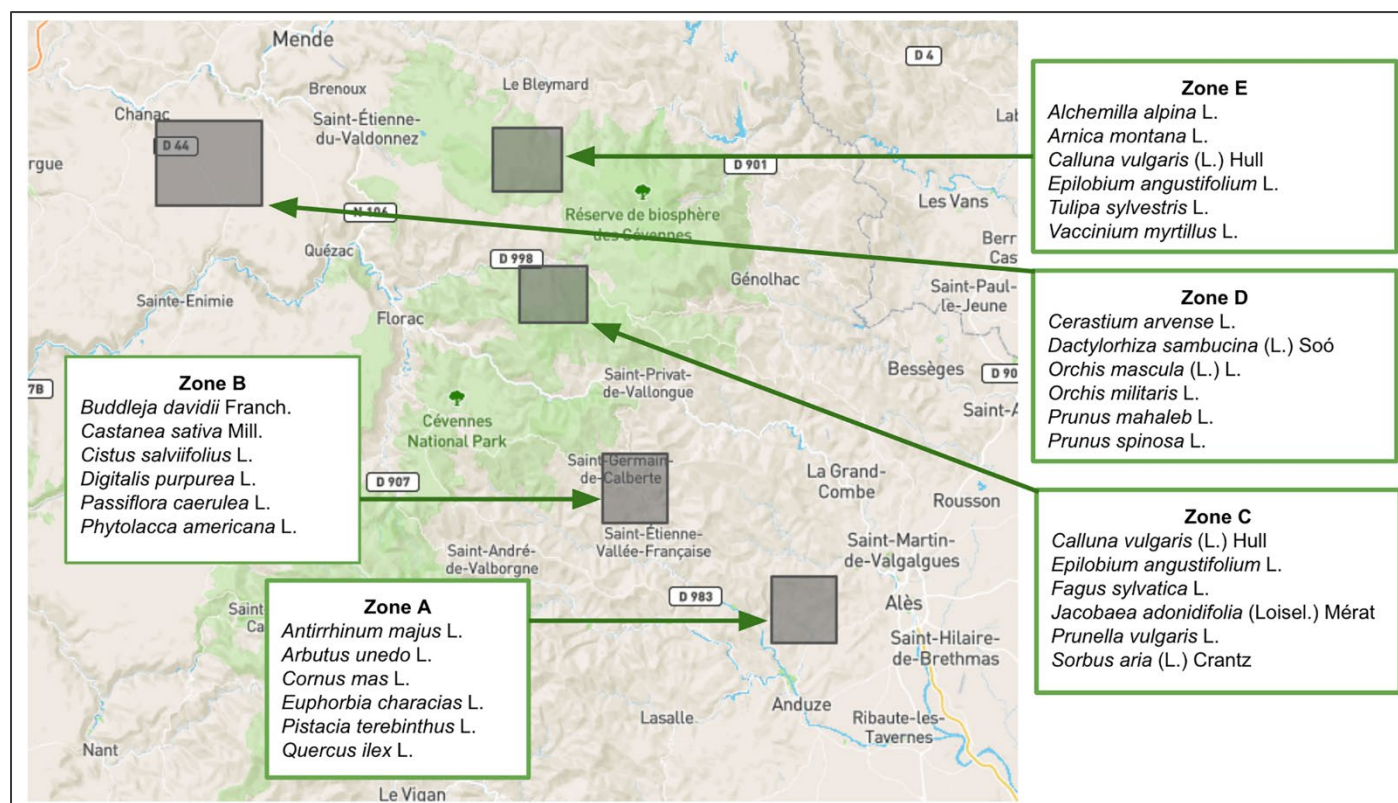 Mende
D 4
Brenoux
Le Bleymard
Chanac
Saint-Étienne-
du-Valdonnez
D 44
rgue
D 901
Lab
Les Vans
N 106
Réserve de biosphère
des Cévennes
Quézac
D 998
Berr
Cas
Génolhac
Saint-Paul-
le-Jeune
Sainte-Enimie
Florac
Bessèges
D 90
7B
Saint-Privat-
de-Vallongue
Saint-A
Cévennes
National Park
Saint-Germain-
de-Calberte
La Grand-
Combe
Rousson
D 907
Saint-Étienne-
Vallée-Française
Saint-André-
de-Valborgne
Saint-Martin-
de-Valgalgues
D 983
Alès
Saint-Hilaire-
de-Brethmas
Anduze
Lasalle
Ribaute-les-
Tavernes
Nant
Le Vigan
Zone E
Alchemilla alpina L.
Arnica montana L.
Calluna vulgaris (L.) Hull
Epilobium angustifolium L.
Tulipa sylvestris L.
Vaccinium myrtillus L.
Zone D
Cerastium arvense L.
Dactylorhiza sambucina (L.) Soó
Orchis mascula (L.) L.
Orchis militaris L.
Prunus mahaleb L.
Prunus spinosa L.
Zone C
Calluna vulgaris (L.) Hull
Epilobium angustifolium L.
Fagus sylvatica L.
Jacobaea adonidifolia (Loisel.) Mérat
Prunella vulgaris L.
Sorbus aria (L.) Crantz
Zone B
Buddleja davidii Franch.
Castanea sativa Mill.
Cistus salviifolius L.
Digitalis purpurea L.
Passiflora caerulea L.
Phytolacca americana L.
Zone A
Antirrhinum majus L.
Arbutus unedo L.
Cornus mas L.
Euphorbia characias L.
Pistacia terebinthus L.
Quercus ilex L.